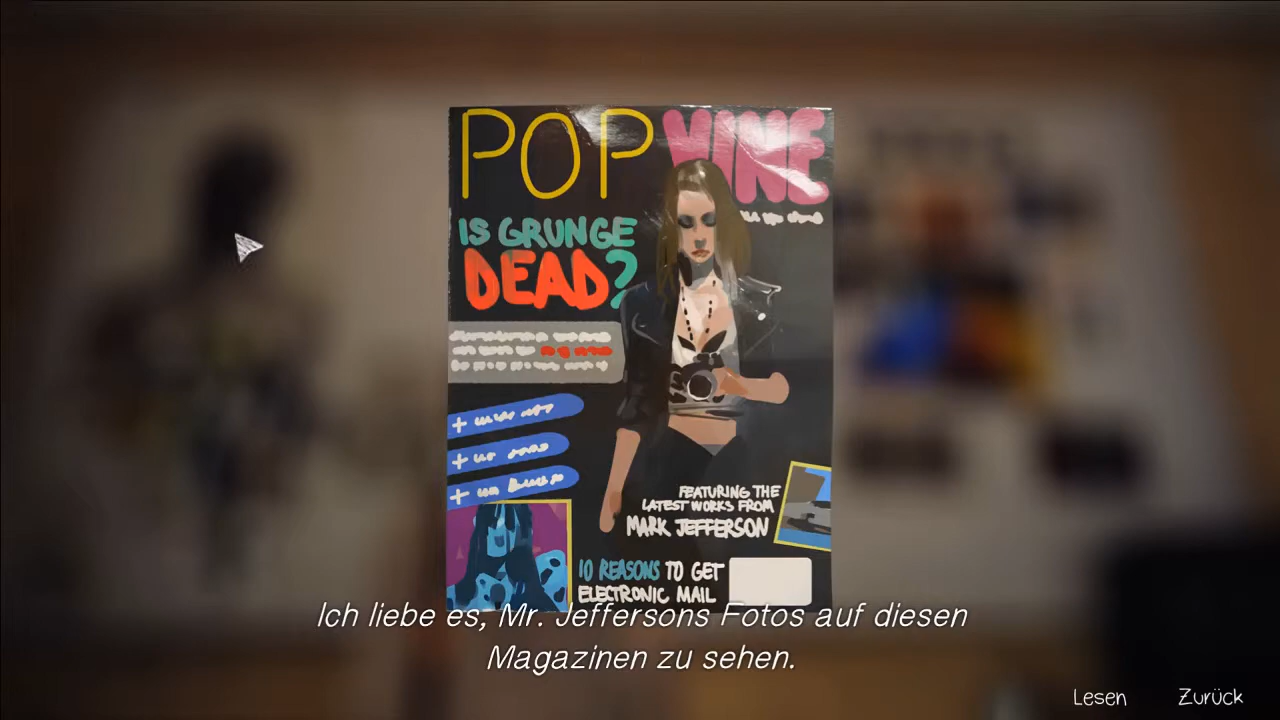 POP VINE
IS GRUNGE
DEAD?
FEATURING THE
LATEST WORKS FROM
MARK JEFFERSON
10 REASONS TO GET
ELECTRONIC MAIL
Ich liebe es, Mr. Jeffersons Fotos auf diesen
Magazinen zu sehen.
Lesen Zurück